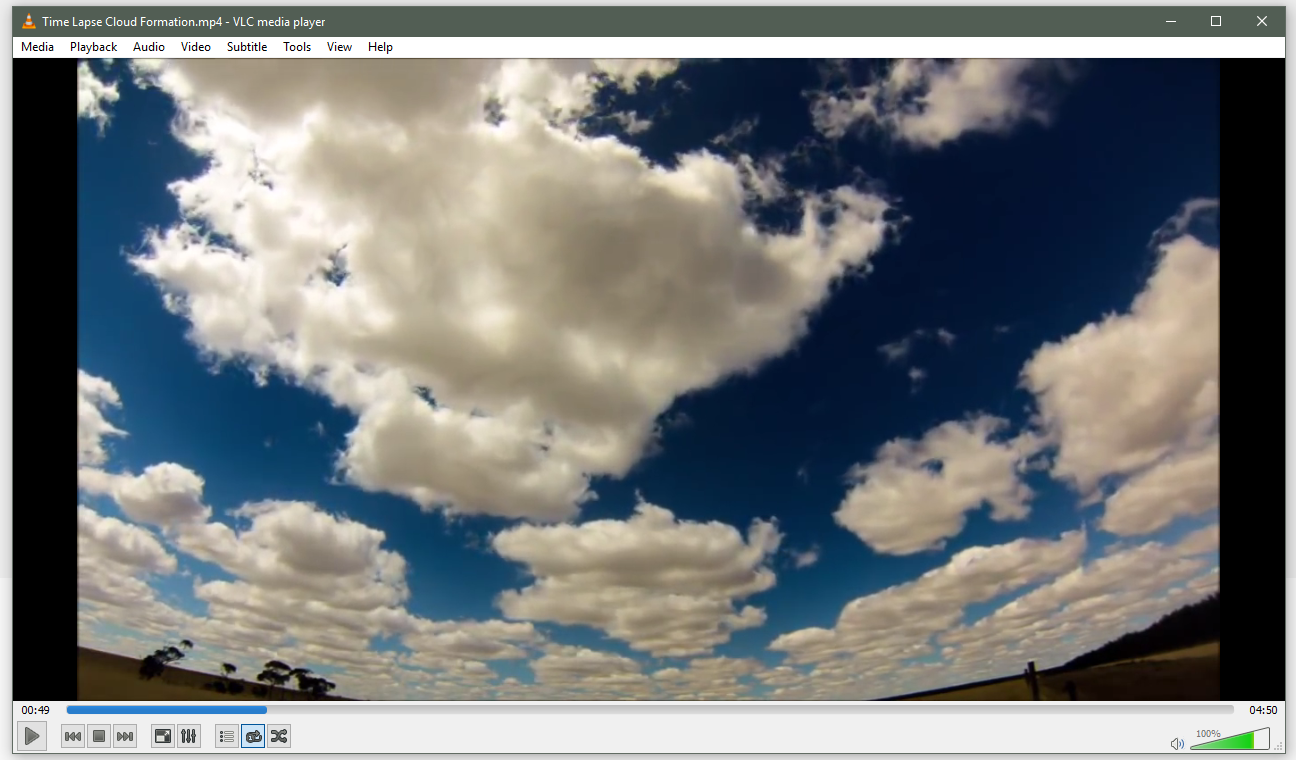 Time Lapse Cloud Formation.mp4 - VLC media player
Media Playback Audio Video Subtitle Tools View Help
00:49 04:50
100%